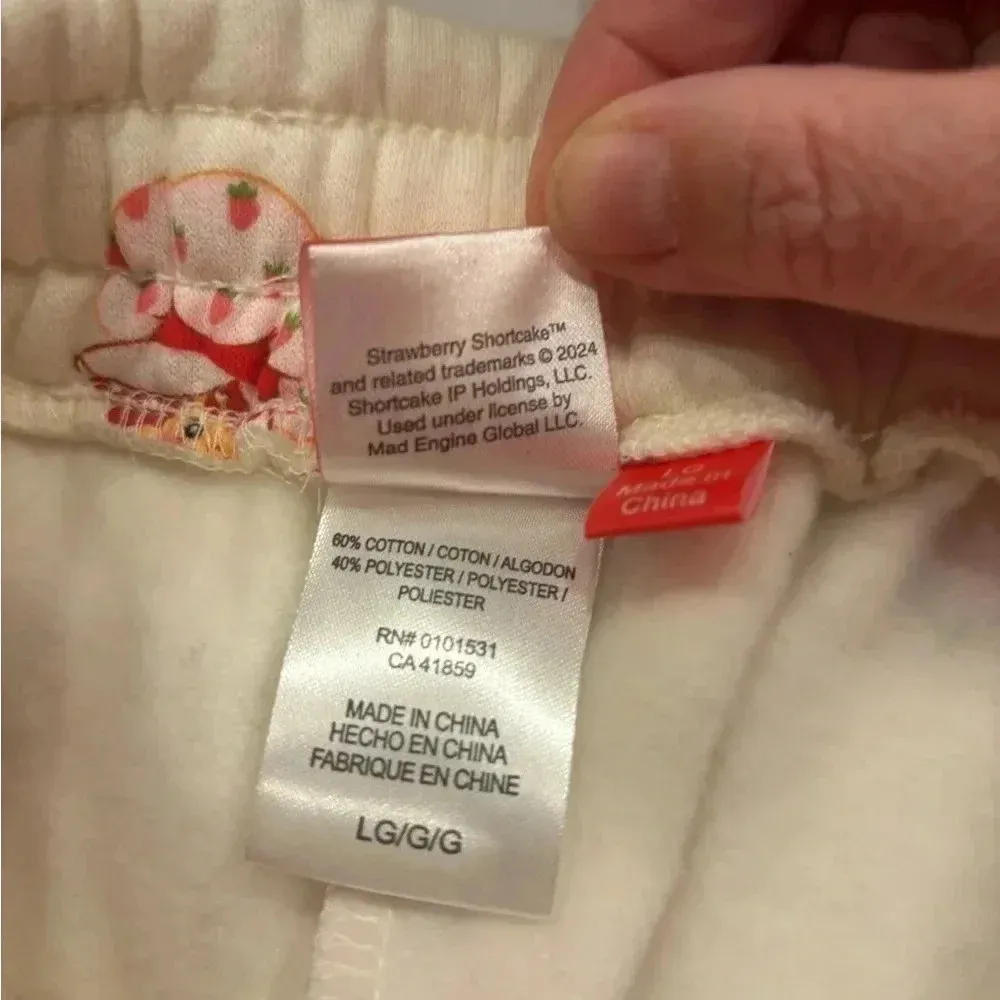 Strawberry Shortcake™
and related trademarks © 2024
Shortcake IP Holdings, LLC.
Used under license by
Mad Engine Global LLC.
LG
Made in
China
60% COTTON / COTON / ALGODON
40% POLYESTER / POLYESTER /
POLIESTER
RN# 0101531
CA 41859
MADE IN CHINA
HECHO EN CHINA
FABRIQUE EN CHINE
LG/G/G